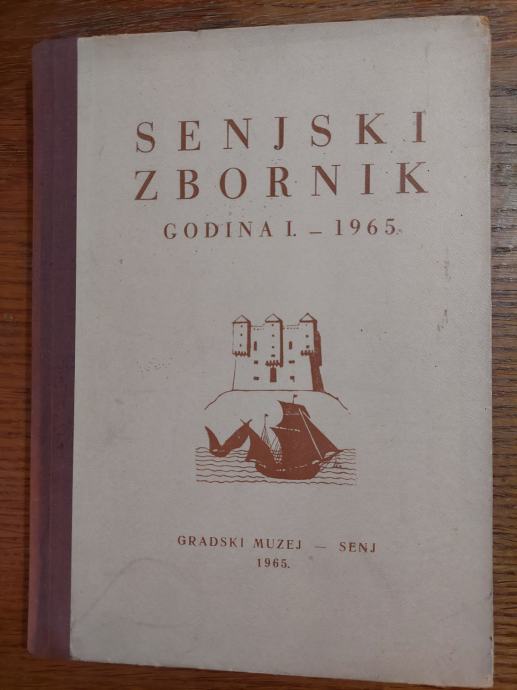 SENJSKI
ZBORNIK
GODINA I. — 1965.
GRADSKI MUZEJ — SENJ
1965.